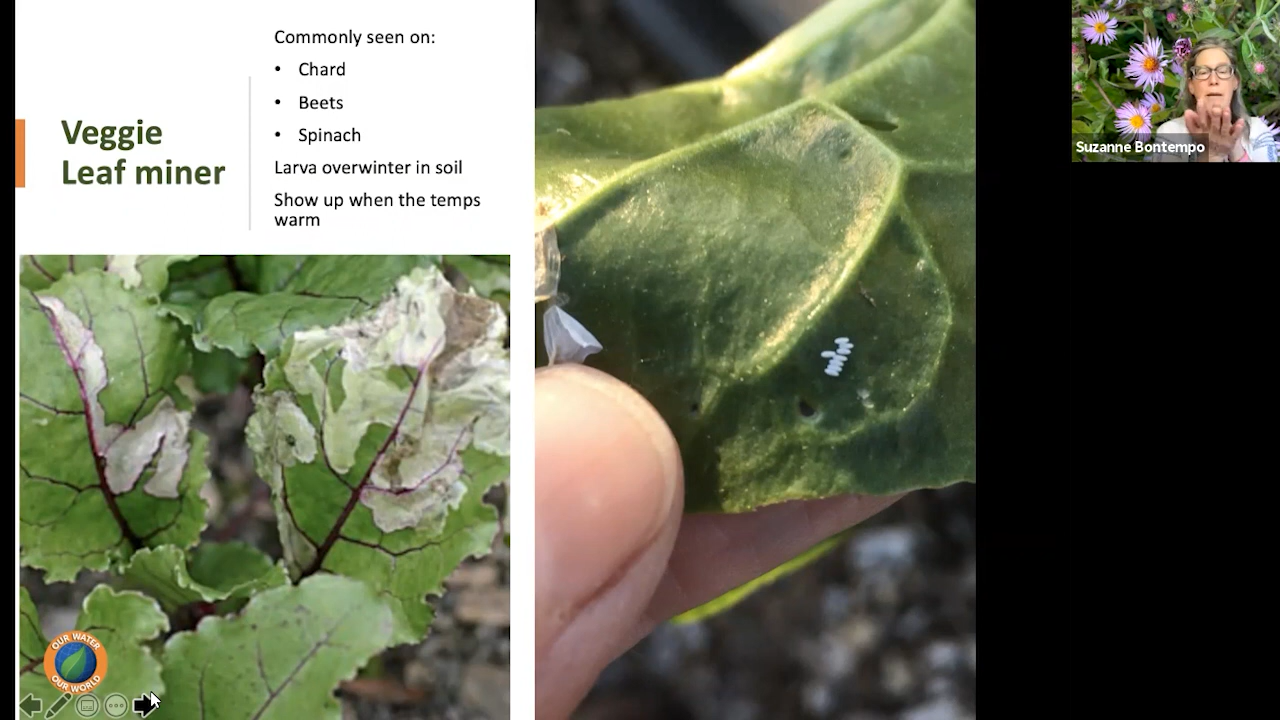 Commonly seen on:
• Chard
• Beets
• Spinach
Larva overwinter in soil
Show up when the temps
warm
Veggie
Leaf miner
Suzanne Bontempo
OUR WATER
OUR WORLD